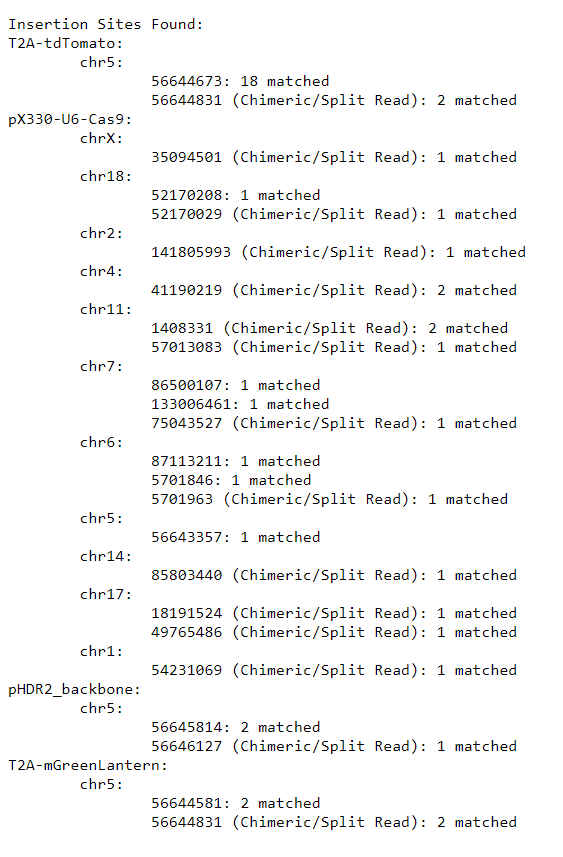 Insertion Sites Found:
T2A-tdTomato:
chr5:
56644673: 18 matched
56644831 (Chimeric/Split Read): 2 matched
pX330-U6-Cas9:
chrX:
35094501 (Chimeric/Split Read): 1 matched
chr18:
52170208: 1 matched
52170029 (Chimeric/Split Read): 1 matched
chr2:
141805993 (Chimeric/Split Read): 1 matched
chr4:
41190219 (Chimeric/Split Read): 2 matched
chr11:
1408331 (Chimeric/Split Read): 2 matched
57013083 (Chimeric/Split Read): 1 matched
chr7:
86500107: 1 matched
133006461: 1 matched
75043527 (Chimeric/Split Read): 1 matched
chr6:
87113211: 1 matched
5701846: 1 matched
5701963 (Chimeric/Split Read): 1 matched
chr5:
56643357: 1 matched
chr14:
85803440 (Chimeric/Split Read): 1 matched
chr17:
18191524 (Chimeric/Split Read): 1 matched
49765486 (Chimeric/Split Read): 1 matched
chr1:
54231069 (Chimeric/Split Read): 1 matched
pHDR2_backbone:
chr5:
56645814: 2 matched
56646127 (Chimeric/Split Read): 1 matched
T2A-mGreenLantern:
chr5:
56644581: 2 matched
56644831 (Chimeric/Split Read): 2 matched